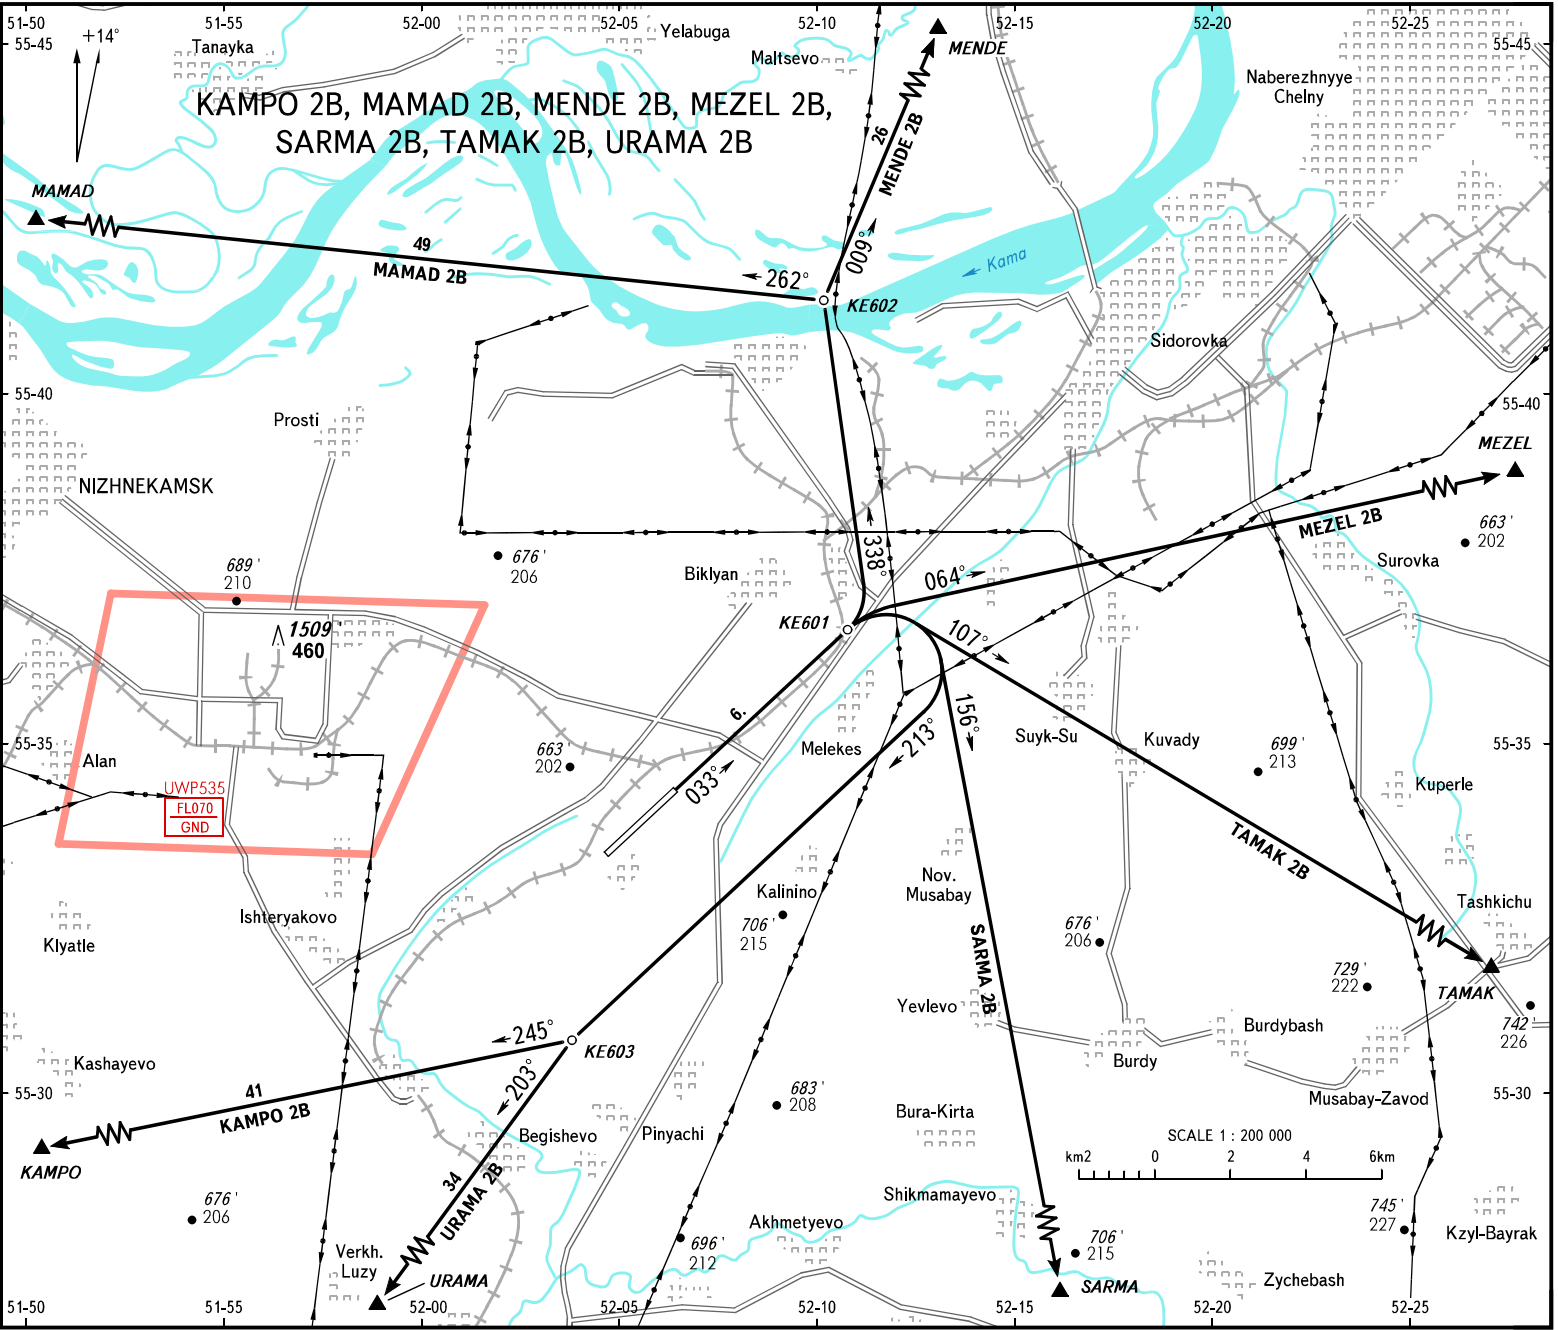 51-50
51-55
52-00
52-05
52-10
52-15
52-20
52-25
55-45
55-45
+14°
Tanayka
Yelabuga
Maltsevo
MENDE
Naberezhnyye
Chelny
KAMPO 2B, MAMAD 2B, MENDE 2B, MEZEL 2B,
SARMA 2B, TAMAK 2B, URAMA 2B
26
MENDE 2B
MAMAD
49
MAMAD 2B
262°
009°
Kama
KE602
Sidorovka
55-40
55-40
Prosti
MEZEL
NIZHNEKAMSK
MEZEL 2B
663'
202
Surovka
676'
206
689'
210
Biklyan
338°
064°
KE601
107°
1509'
460
6.
033°
156°
213°
Melekes
Suyk-Su
Kuvady
699'
213
55-35
55-35
Alan
663'
202
UWP535
FL070
GND
Kuperle
TAMAK 2B
Nov.
Musabay
Kalinino
706'
215
Ishteryakovo
Klyatle
Tashkichu
676'
206
SARMA 2B
729'
222
TAMAK
Yevlevo
742'
226
Burdybash
245°
KE603
Burdy
Kashayevo
203°
41
KAMPO 2B
55-30
55-30
683'
208
Musabay-Zavod
Bura-Kirta
Begishevo
Pinyachi
SCALE 1 : 200 000
km2 0 2 4 6km
KAMPO
34
URAMA 2B
676'
206
Shikmamayevo
Akhmetyevo
745'
227
Kzyl-Bayrak
696'
212
706'
215
Verkh.
Luzy
URAMA
SARMA
Zychebash
51-50
51-55
52-00
52-05
52-10
52-15
52-20
52-25